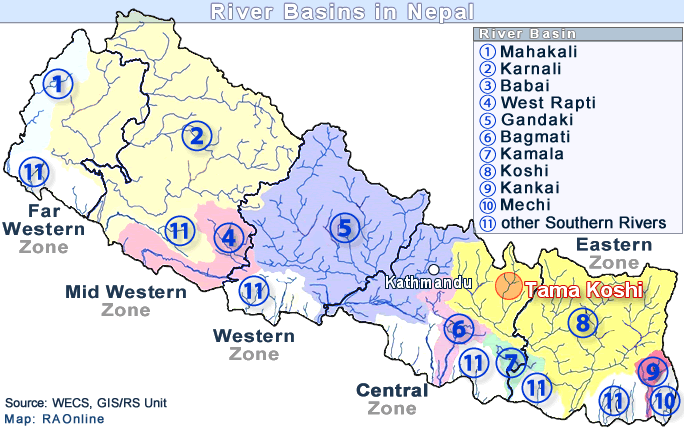 River Basins in Nepal
River Basin
1 Mahakali
2 Karnali
3 Babai
4 West Rapti
5 Gandaki
6 Bagmati
7 Kamala
8 Koshi
9 Kankai
10 Mechi
11 other Southern Rivers
1
2
11
Far
Western
Zone
11
4
5
Eastern
Zone
Kathmandu
Tama Koshi
Mid Western
Zone
11
Western
Zone
6
8
11
7
11
9
Central
Zone
11
10
Source: WECS, GIS/RS Unit
Map: RAOnline